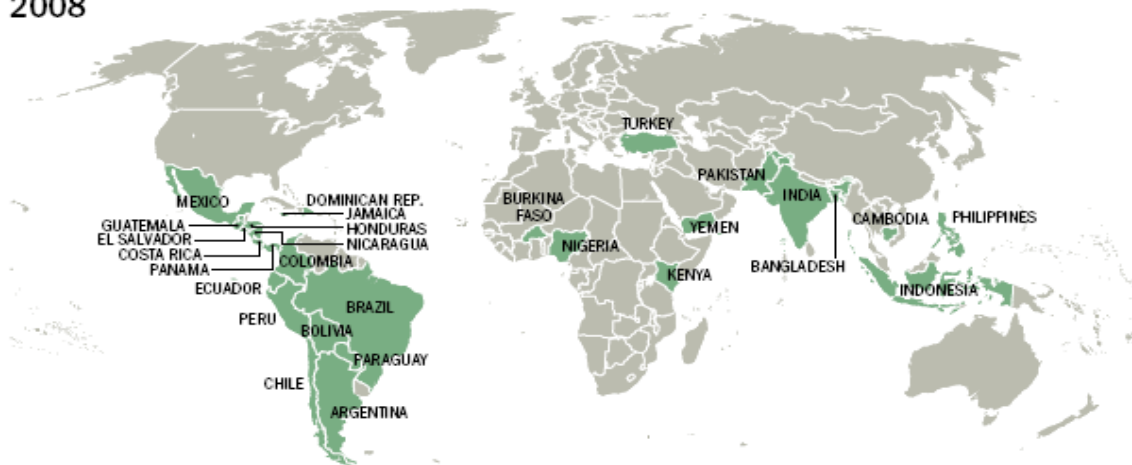 2008
TURKEY
PAKISTAN
INDIA
MEXICO
DOMINICAN REP.
JAMAICA
BURKINA
FASO
GUATEMALA
HONDURAS
EL SALVADOR
NICARAGUA
COSTA RICA
PANAMA
COLOMBIA
NIGERIA
YEMEN
CAMBODIA
PHILIPPINES
BANGLADESH
KENYA
ECUADOR
INDONESIA
BRAZIL
PERU
BOLIVIA
PARAGUAY
CHILE
ARGENTINA